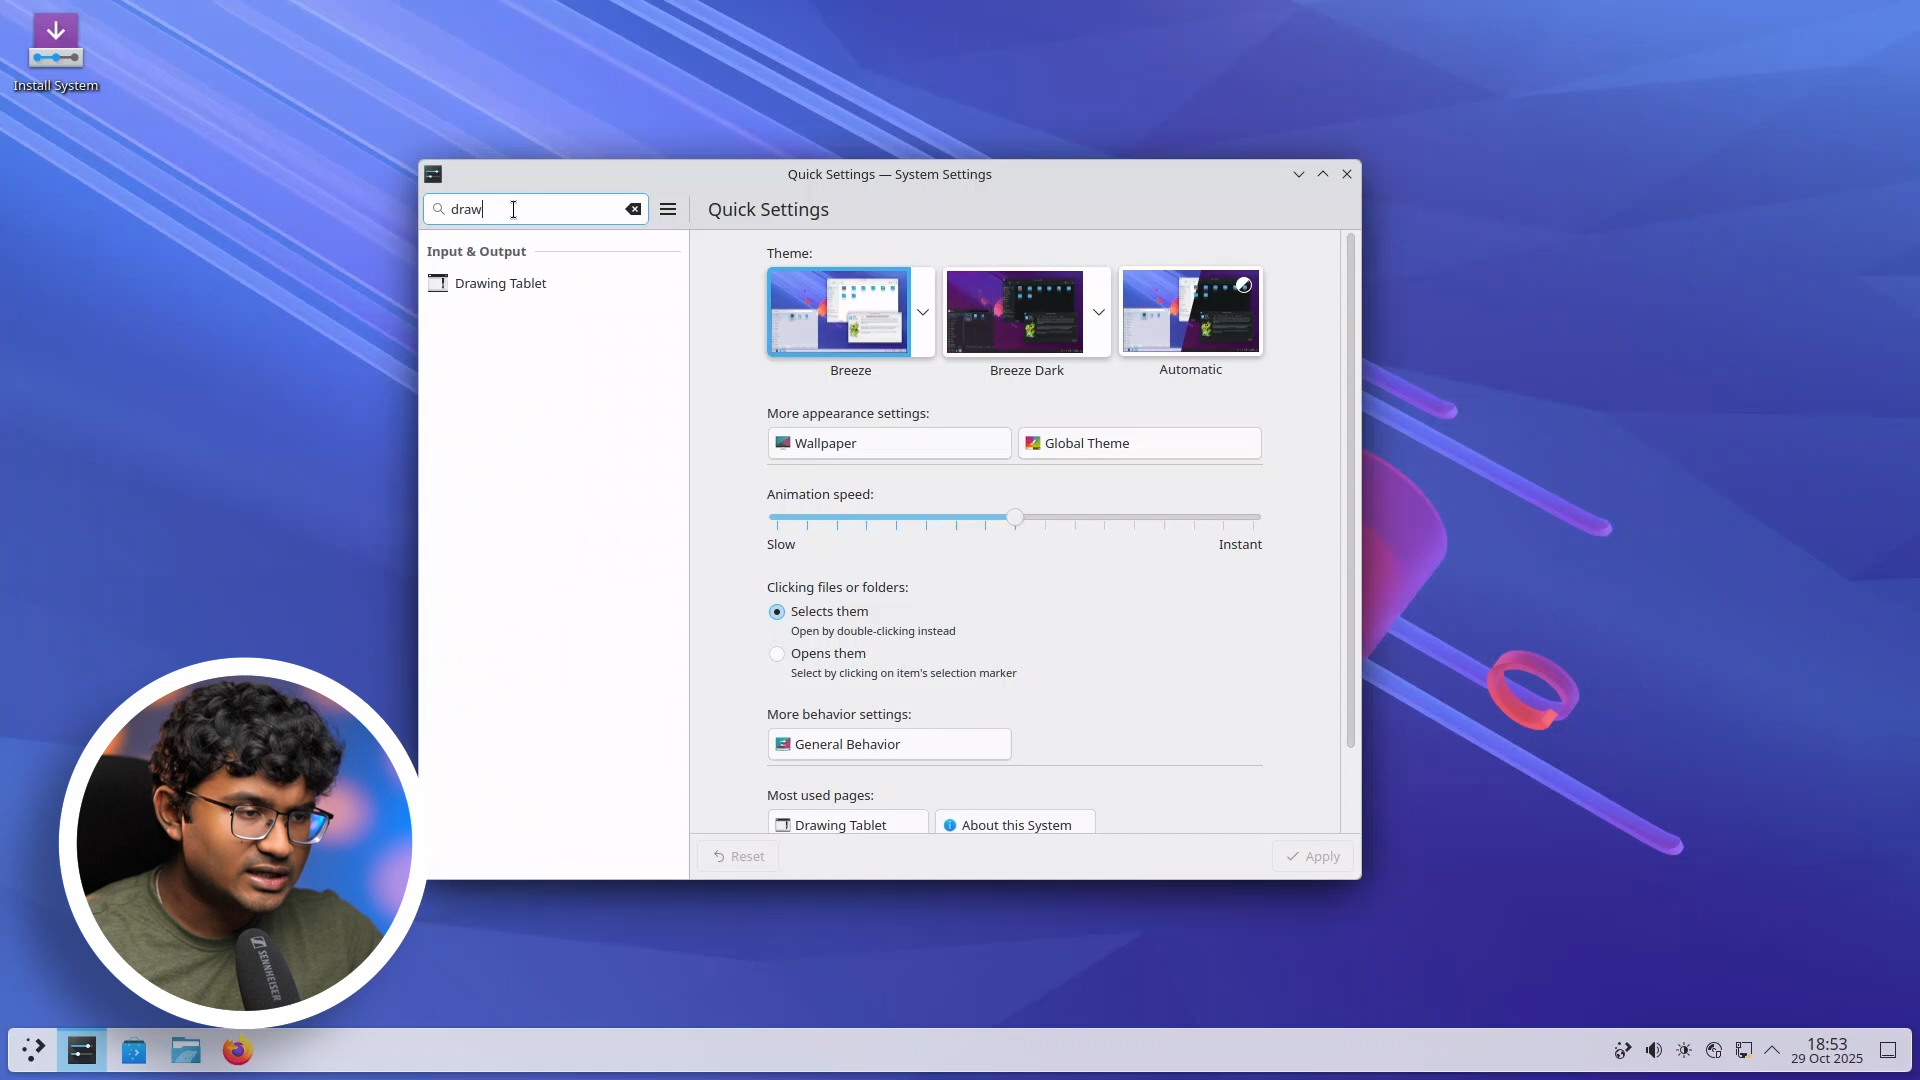 Install System
Quick Settings — System Settings
draw
Quick Settings
Input & Output
Drawing Tablet
Theme:
Breeze
Breeze Dark
Automatic
More appearance settings:
Wallpaper
Global Theme
Animation speed:
Slow
Instant
Clicking files or folders:
Selects them
Open by double-clicking instead
Opens them
Select by clicking on item's selection marker
More behavior settings:
General Behavior
Most used pages:
Drawing Tablet
About this System
Reset
Apply
SENNHEISER
18:53
29 Oct 2025